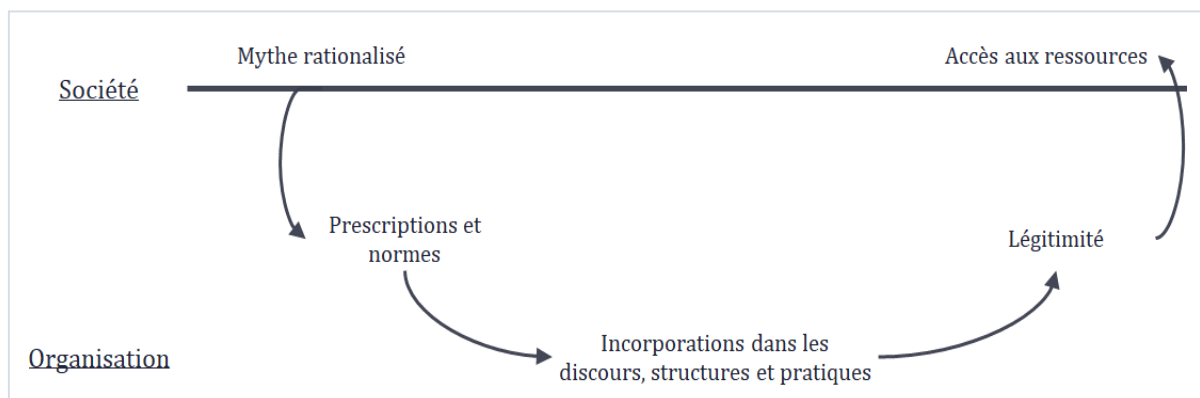 Mythe rationalisé
Accès aux ressources
Société
Prescriptions et
normes
Légitimité
Incorporations dans les
discours, structures et pratiques
Organisation